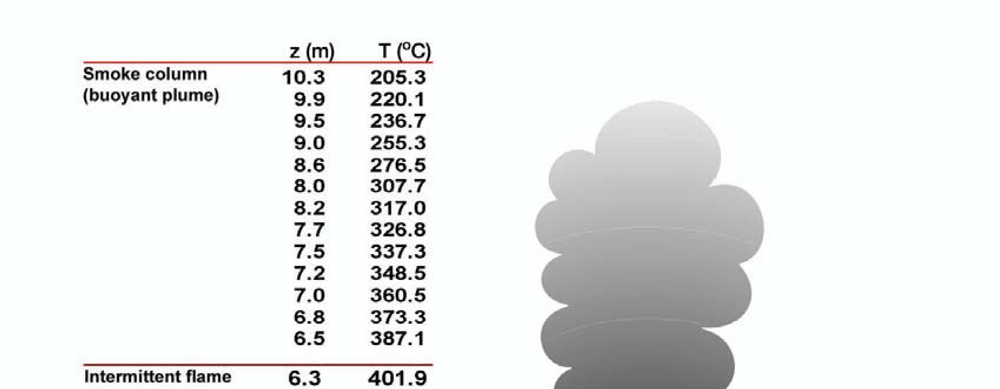 z (m) T (°C)
Smoke column 10.3 205.3
(buoyant plume) 9.9 220.1
9.5 236.7
9.0 255.3
8.6 276.5
8.0 307.7
8.2 317.0
7.7 326.8
7.5 337.3
7.2 348.5
7.0 360.5
6.8 373.3
6.5 387.1
Intermittent flame 6.3 401.9